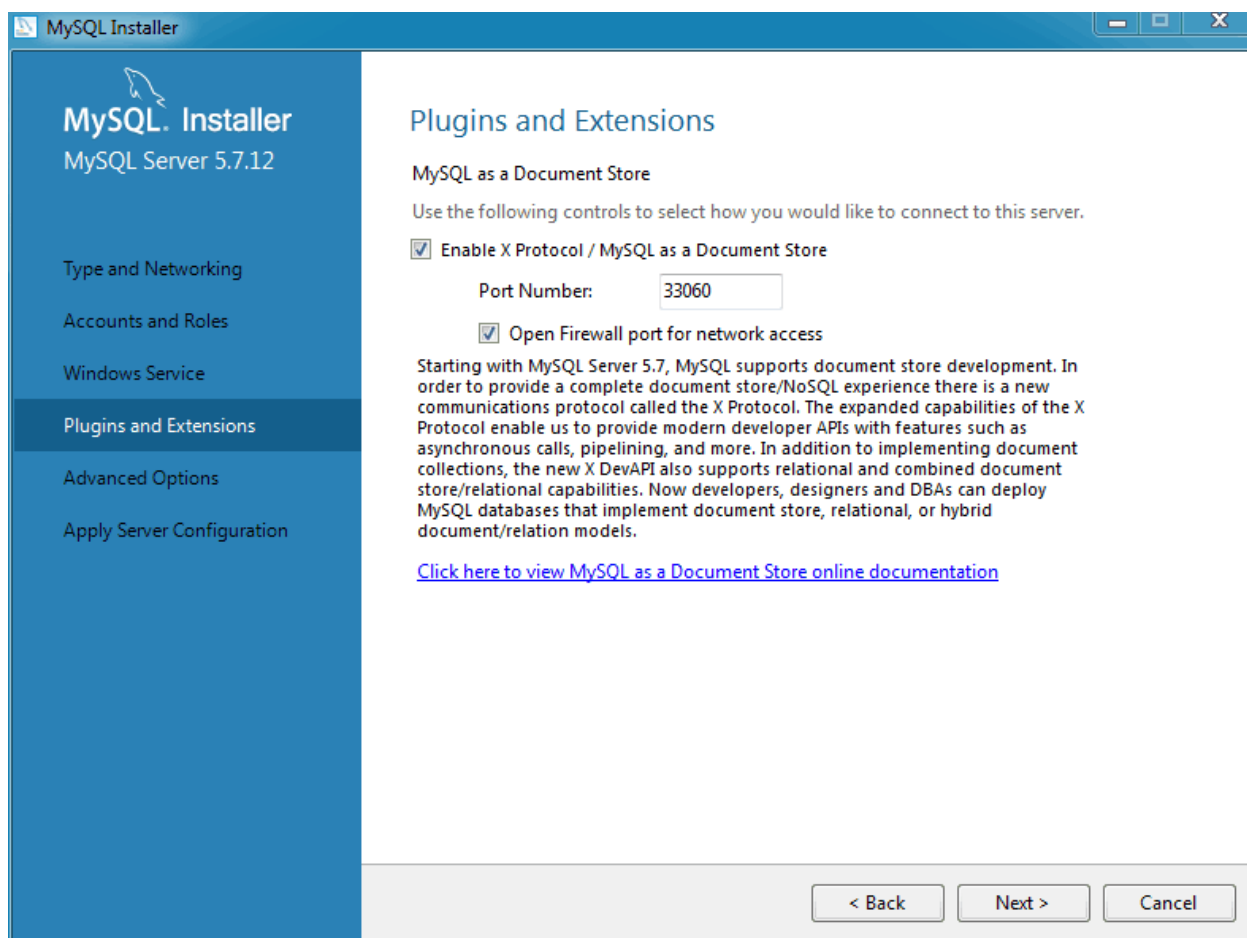 MySQL Installer
MySQL. Installer
MySQL Server 5.7.12
Type and Networking
Accounts and Roles
Windows Service
Plugins and Extensions
Advanced Options
Apply Server Configuration
Plugins and Extensions
MySQL as a Document Store
Use the following controls to select how you would like to connect to this server.
Enable X Protocol / MySQL as a Document Store
Port Number: 33060
Open Firewall port for network access
Starting with MySQL Server 5.7, MySQL supports document store development. In
order to provide a complete document store/NoSQL experience there is a new
communications protocol called the X Protocol. The expanded capabilities of the X
Protocol enable us to provide modern developer APIs with features such as
asynchronous calls, pipelining, and more. In addition to implementing document
collections, the new X DevAPI also supports relational and combined document
store/relational capabilities. Now developers, designers and DBAs can deploy
MySQL databases that implement document store, relational, or hybrid
document/relation models.
Click here to view MySQL as a Document Store online documentation
< Back Next > Cancel